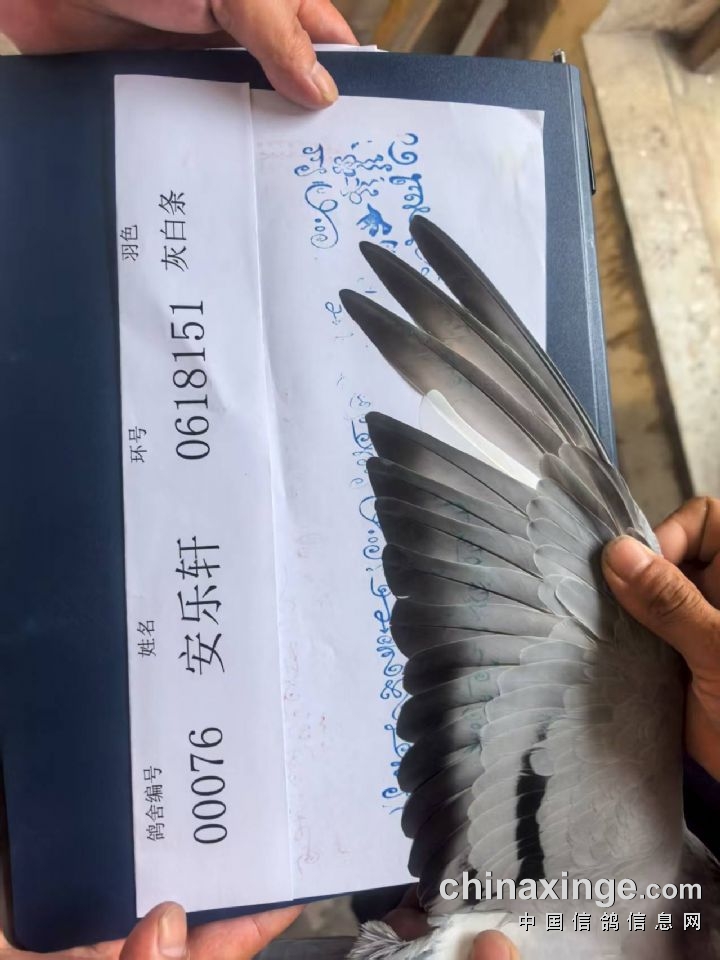 鸽舍编号 姓名 环号 羽色
00076 安乐轩 0618151 灰白条
chinaxinge.com
中国信鸽信息网